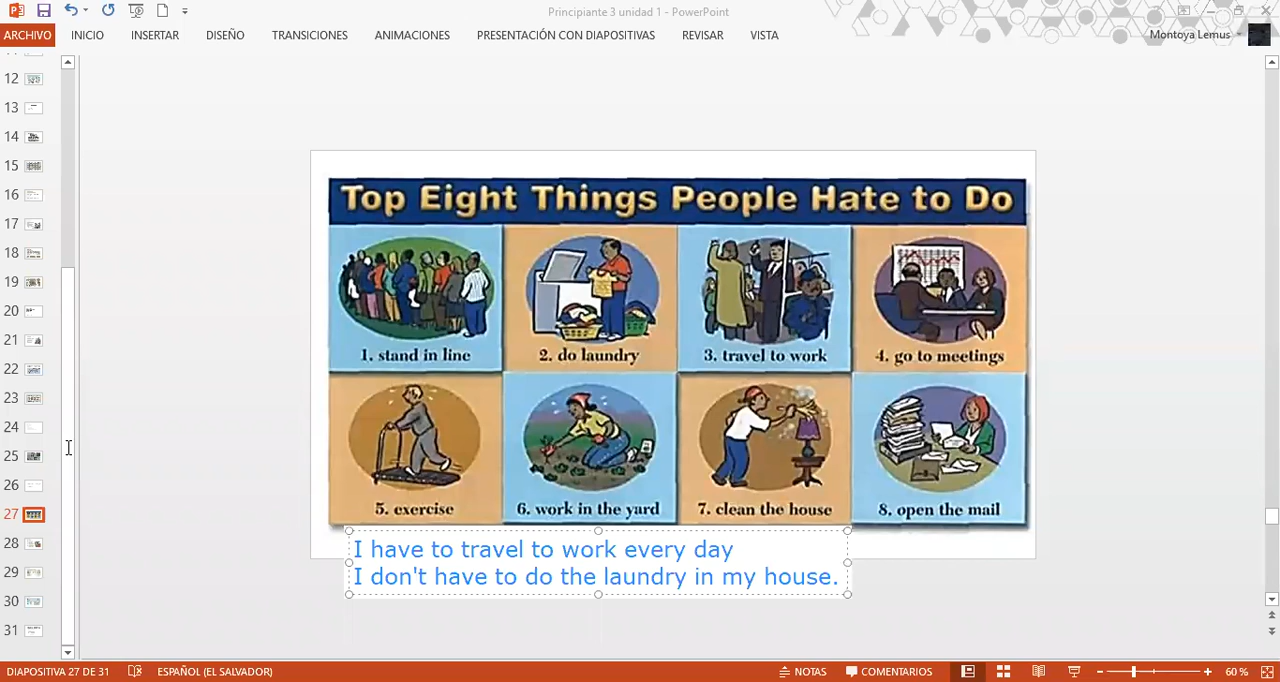 Principiante 3 unidad 1 - PowerPoint
ARCHIVO INICIO INSERTAR DISEÑO TRANSICIONES ANIMACIONES PRESENTACIÓN CON DIAPOSITIVAS REVISAR VISTA Montoya Lemus
12
13
14
15
16
17
18
19
20
21
22
23
24
25
26
27
28
29
30
31
Top Eight Things People Hate to Do
1. stand in line 2. do laundry 3. travel to work 4. go to meetings
5. exercise 6. work in the yard 7. clean the house 8. open the mail
I have to travel to work every day
I don't have to do the laundry in my house.
DIAPOSITIVA 27 DE 31 ESPAÑOL (EL SALVADOR) NOTAS COMENTARIOS 60 %